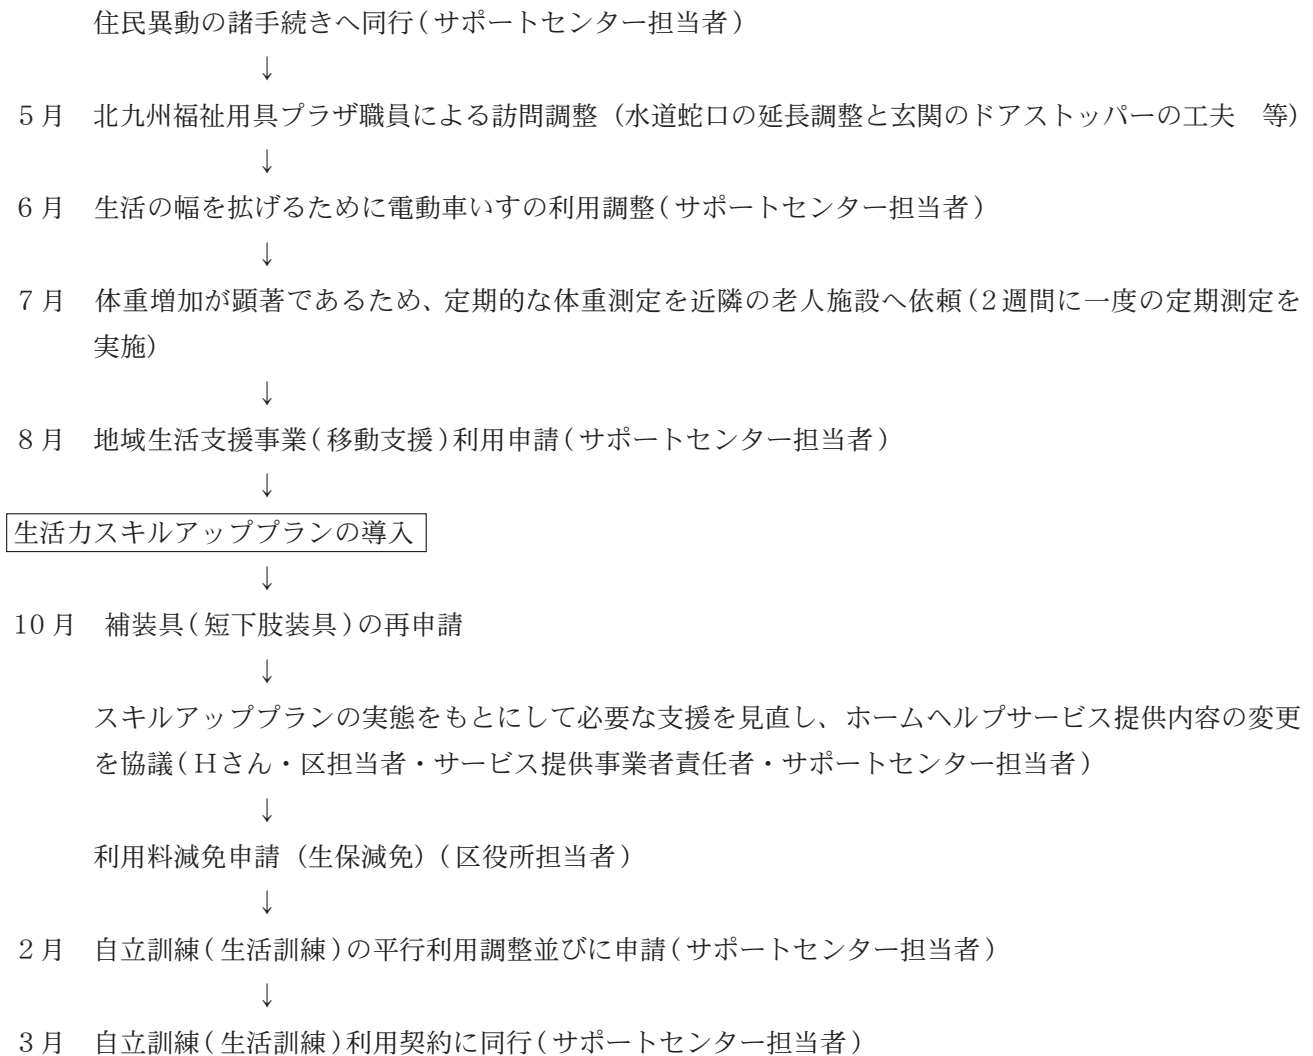 住民異動の諸手続きへ同行(サポートセンター担当者)
↓
５月　北九州福祉用具プラザ職員による訪問調整（水道蛇口の延長調整と玄関のドアストッパーの工夫　等）
↓
６月　生活の幅を拡げるために電動車いすの利用調整(サポートセンター担当者)
↓
７月　体重増加が顕著であるため、定期的な体重測定を近隣の老人施設へ依頼(２週間に一度の定期測定を
実施)
↓
８月　地域生活支援事業(移動支援)利用申請(サポートセンター担当者)
↓
生活力スキルアッププランの導入
↓
10月　補装具(短下肢装具)の再申請
↓
スキルアッププランの実態をもとにして必要な支援を見直し、ホームヘルプサービス提供内容の変更
を協議(Ｈさん・区担当者・サービス提供事業者責任者・サポートセンター担当者)
↓
利用料減免申請（生保減免）(区役所担当者)
↓
２月　自立訓練(生活訓練)の平行利用調整並びに申請(サポートセンター担当者)
↓
３月　自立訓練(生活訓練)利用契約に同行(サポートセンター担当者)